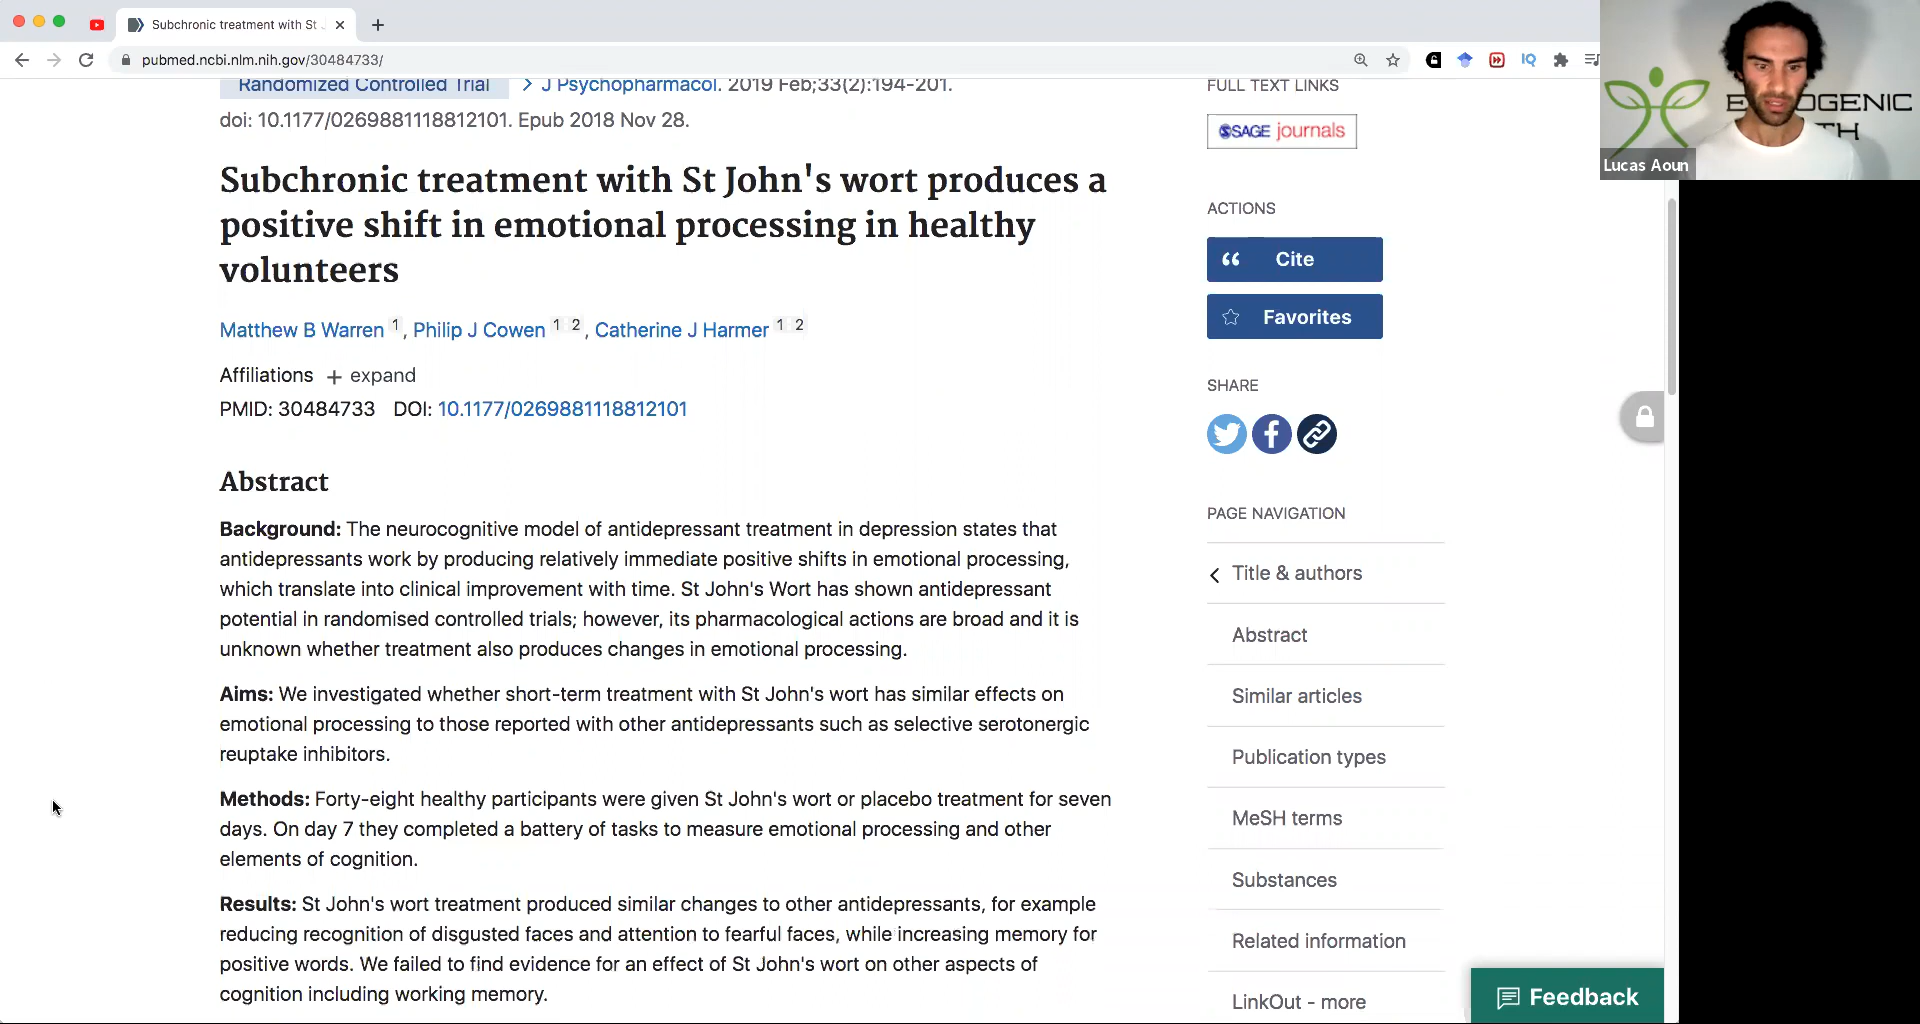 Subchronic treatment with St
pubmed.ncbi.nlm.nih.gov/30484733/
IQ
Randomized Controlled Trial > J Psychopharmacol. 2019 Feb;33(2):194-201.
doi: 10.1177/0269881118812101. Epub 2018 Nov 28.
Subchronic treatment with St John's wort produces a
positive shift in emotional processing in healthy
volunteers
Matthew B Warren 1, Philip J Cowen 1 2, Catherine J Harmer 1 2
Affiliations + expand
PMID: 30484733 DOI: 10.1177/0269881118812101
Abstract
Background: The neurocognitive model of antidepressant treatment in depression states that
antidepressants work by producing relatively immediate positive shifts in emotional processing,
which translate into clinical improvement with time. St John's Wort has shown antidepressant
potential in randomised controlled trials; however, its pharmacological actions are broad and it is
unknown whether treatment also produces changes in emotional processing.
Aims: We investigated whether short-term treatment with St John's wort has similar effects on
emotional processing to those reported with other antidepressants such as selective serotonergic
reuptake inhibitors.
Methods: Forty-eight healthy participants were given St John's wort or placebo treatment for seven
days. On day 7 they completed a battery of tasks to measure emotional processing and other
elements of cognition.
Results: St John's wort treatment produced similar changes to other antidepressants, for example
reducing recognition of disgusted faces and attention to fearful faces, while increasing memory for
positive words. We failed to find evidence for an effect of St John's wort on other aspects of
cognition including working memory.
FULL TEXT LINKS
SAGE journals
ACTIONS
Cite
Favorites
SHARE
PAGE NAVIGATION
Title & authors
Abstract
Similar articles
Publication types
MeSH terms
Substances
Related information
LinkOut - more
Feedback
Lucas Aoun